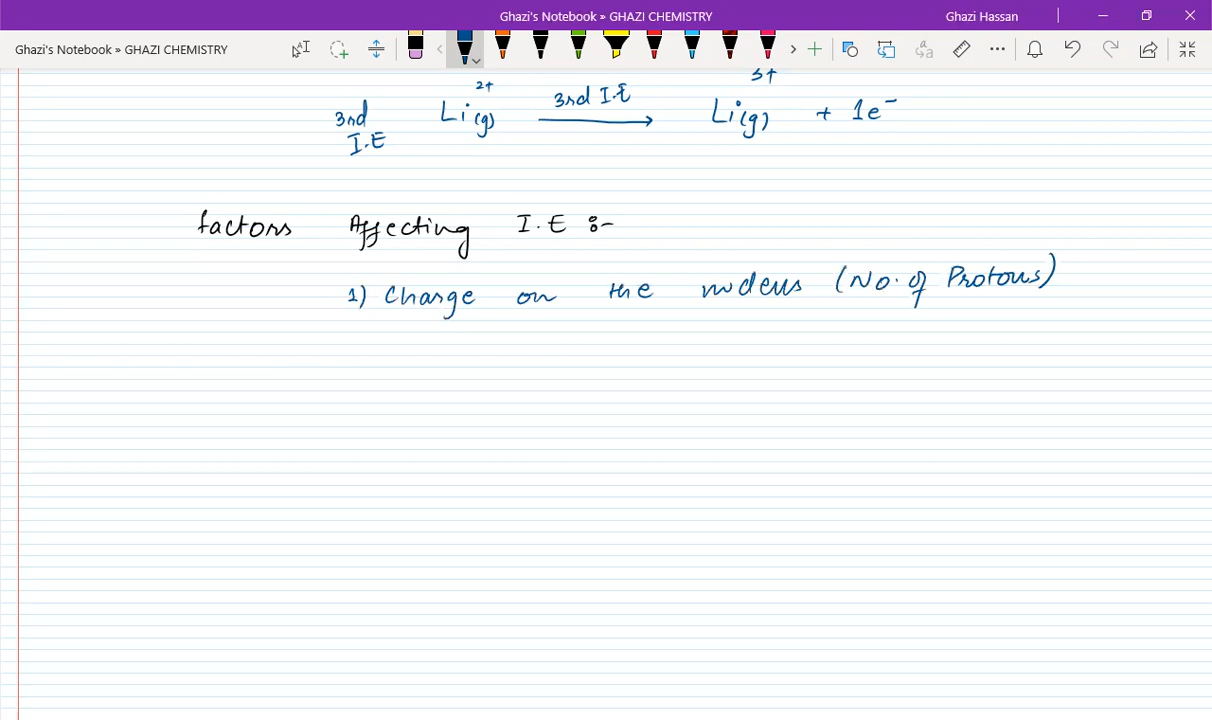 Ghazi's Notebook » GHAZI CHEMISTRY
Ghazi Hassan
Ghazi's Notebook » GHAZI CHEMISTRY
3rd I.E Li²⁺(g) 3rd I.E → Li³⁺(g) + 1e⁻
factors Affecting I.E :-
1) Charge on the nucleus (No. of Protons)